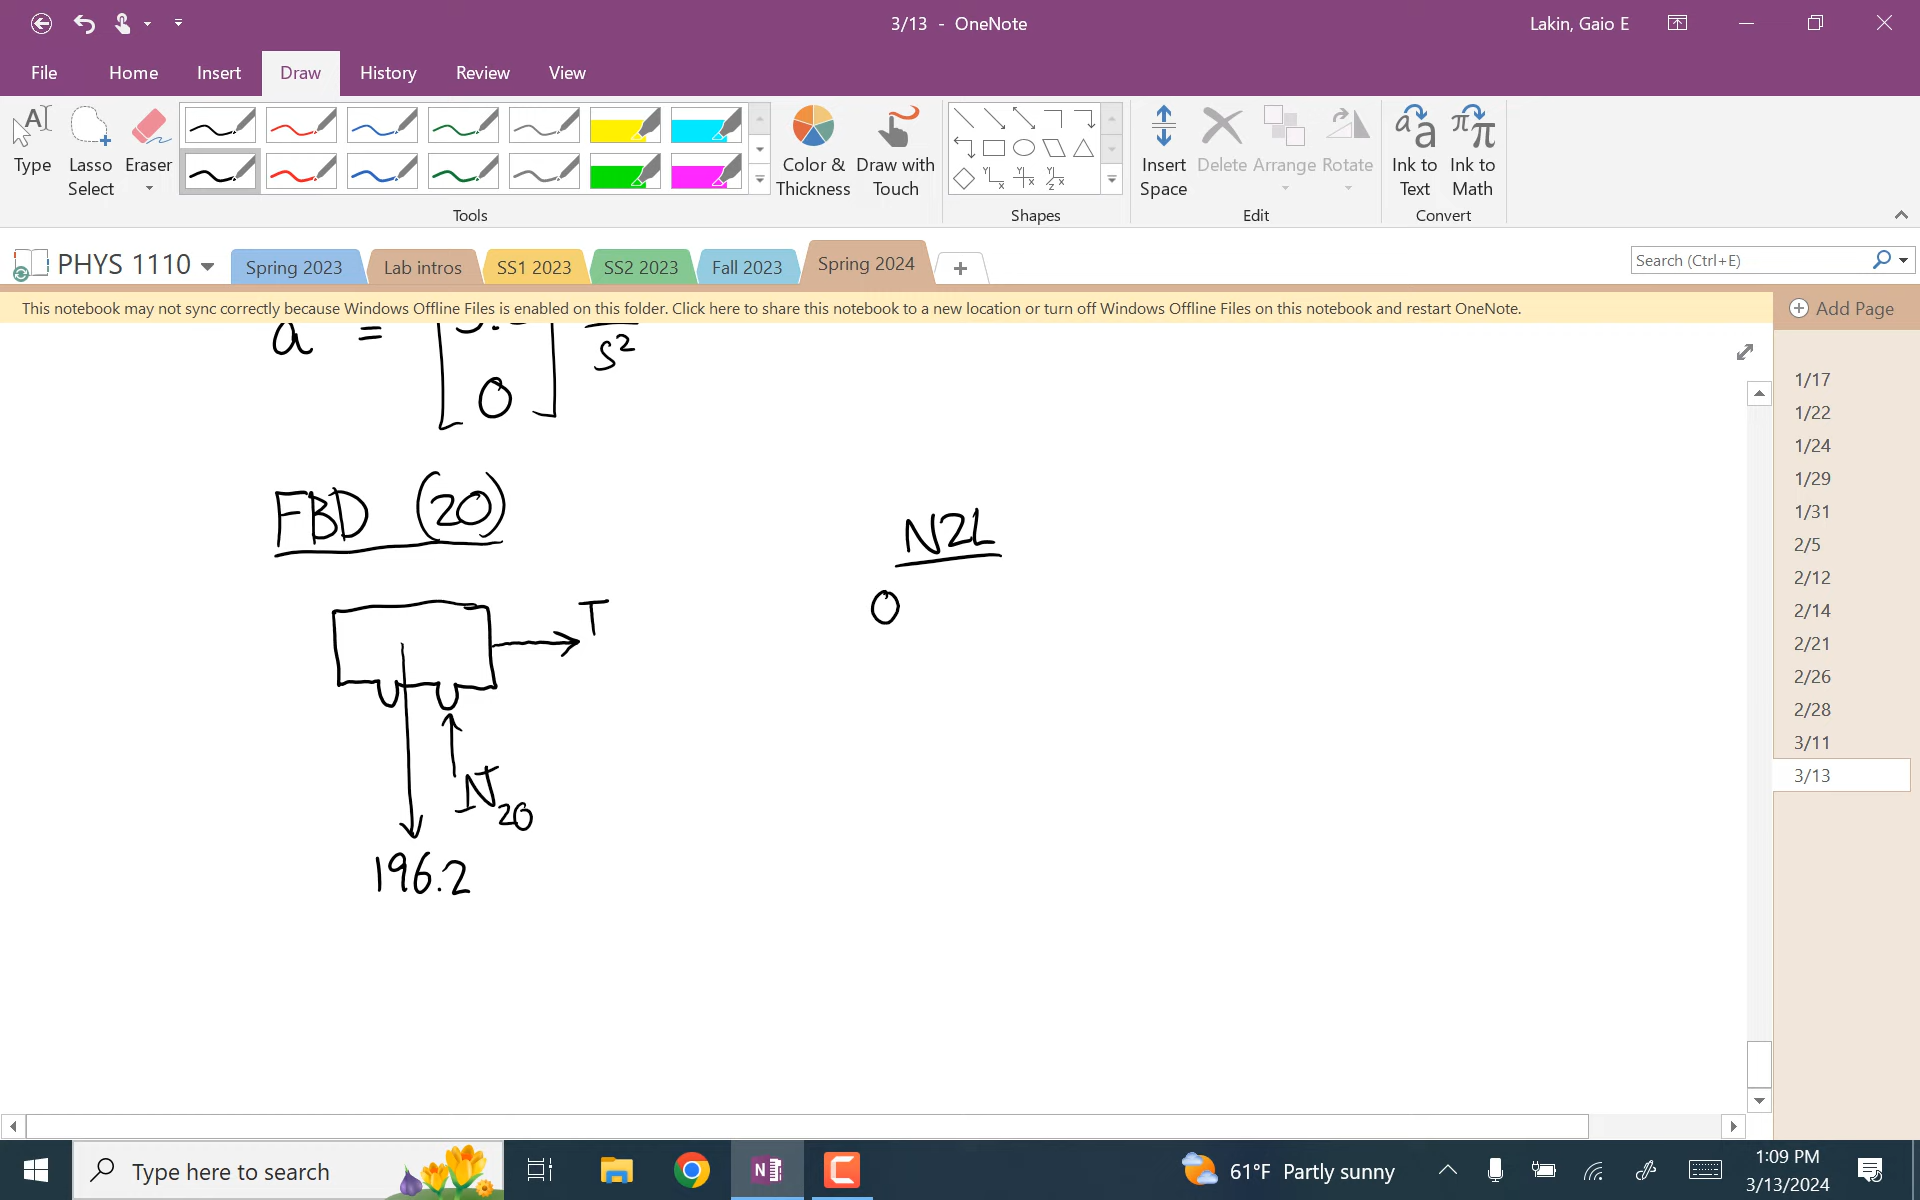 3/13 - OneNote
Lakin, Gaio E
File Home Insert Draw History Review View
Type
Lasso Select
Eraser
Color & Thickness
Draw with Touch
Insert Space
Delete
Arrange
Rotate
Ink to Text
Ink to Math
Tools
Shapes
Edit
Convert
PHYS 1110
Spring 2023
Lab intros
SS1 2023
SS2 2023
Fall 2023
Spring 2024
Search (Ctrl+E)
This notebook may not sync correctly because Windows Offline Files is enabled on this folder. Click here to share this notebook to a new location or turn off Windows Offline Files on this notebook and restart OneNote.
Add Page
1/17
1/22
1/24
1/29
1/31
2/5
2/12
2/14
2/21
2/26
2/28
3/11
3/13
a =
s²
0
FBD (20)
N2L
0
T
N₂₀
196.2
Type here to search
61°F Partly sunny
1:09 PM
3/13/2024